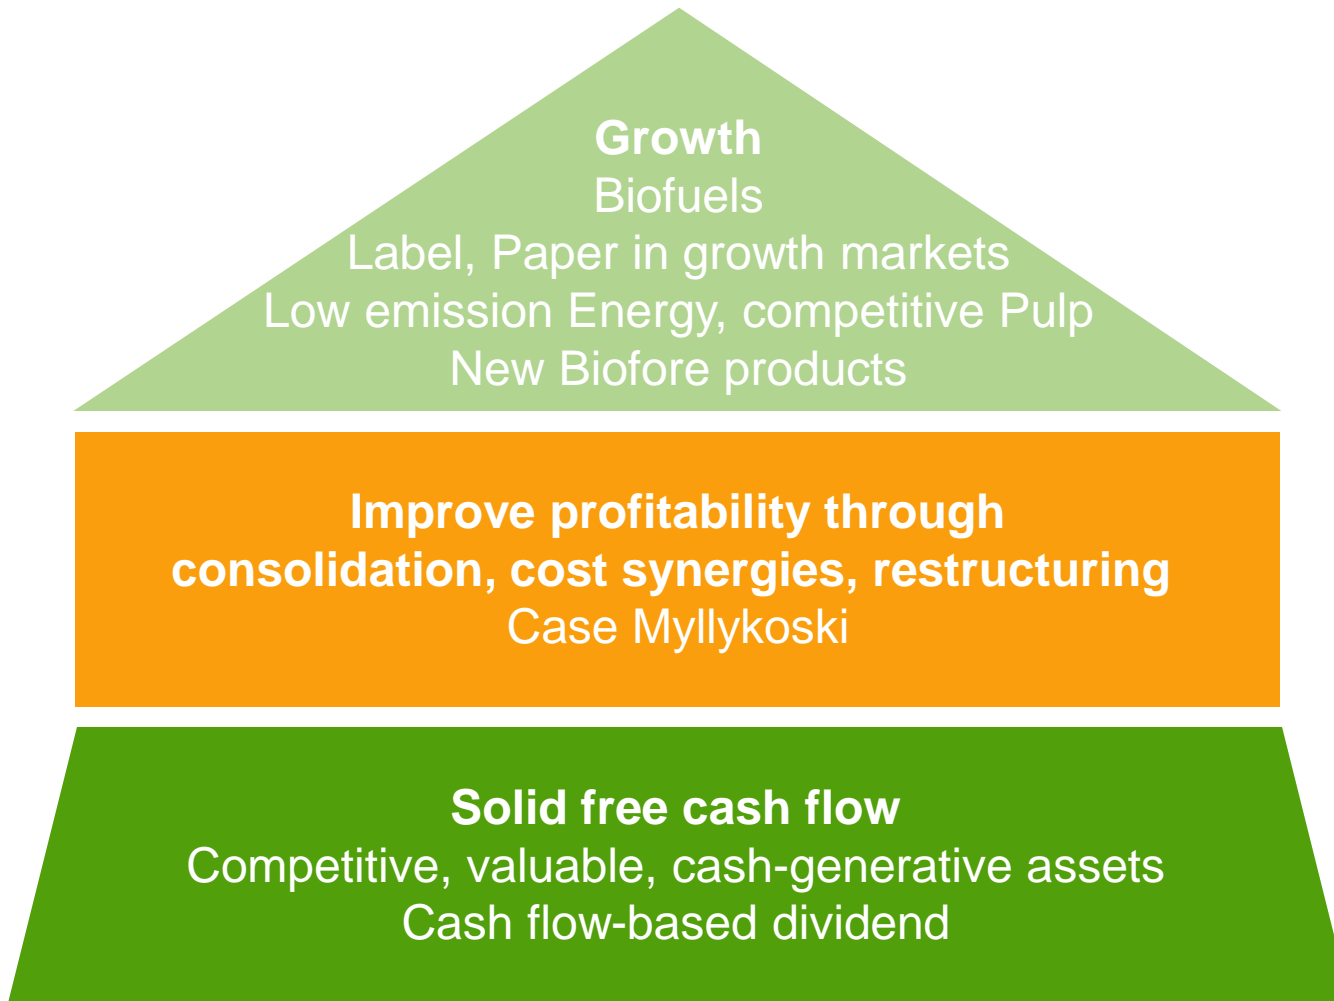 Growth
Biofuels
Label, Paper in growth markets
Low emission Energy, competitive Pulp
New Biofore products
Improve profitability through
consolidation, cost synergies, restructuring
Case Myllykoski
Solid free cash flow
Competitive, valuable, cash-generative assets
Cash flow-based dividend